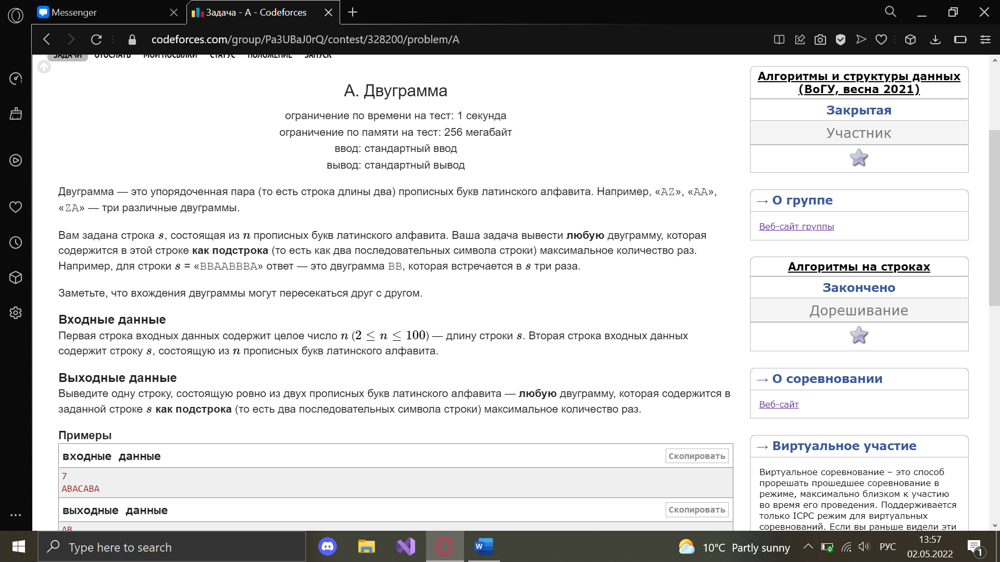 Messenger
Задача - A - Codeforces
codeforces.com/group/Pa3UBaJ0rQ/contest/328200/problem/A
ЗАДАЧИ ОТОСЛАТЬ МОИ ПОСЫЛКИ СТАТУС ПОЛОЖЕНИЕ ЗАПУСК
A. Двуграмма
ограничение по времени на тест: 1 секунда
ограничение по памяти на тест: 256 мегабайт
ввод: стандартный ввод
вывод: стандартный вывод
Двуграмма — это упорядоченная пара (то есть строка длины два) прописных букв латинского алфавита. Например, «AZ», «AA»,
«ZA» — три различные двуграммы.
Вам задана строка s, состоящая из n прописных букв латинского алфавита. Ваша задача вывести любую двуграмму, которая
содержится в этой строке как подстрока (то есть как два последовательных символа строки) максимальное количество раз.
Например, для строки s = «BBAABBBA» ответ — это двуграмма BB, которая встречается в s три раза.
Заметьте, что вхождения двуграммы могут пересекаться друг с другом.
Входные данные
Первая строка входных данных содержит целое число n (2 ≤ n ≤ 100) — длину строки s. Вторая строка входных данных
содержит строку s, состоящую из n прописных букв латинского алфавита.
Выходные данные
Выведите одну строку, состоящую ровно из двух прописных букв латинского алфавита — любую двуграмму, которая содержится в
заданной строке s как подстрока (то есть два последовательных символа строки) максимальное количество раз.
Примеры
входные данные
Скопировать
7
ABACABA
выходные данные
Скопировать
AB
Алгоритмы и структуры данных
(ВоГУ, весна 2021)
Закрытая
Участник
→ О группе
Веб-сайт группы
Алгоритмы на строках
Закончено
Дорешивание
→ О соревновании
Веб-сайт
→ Виртуальное участие
Виртуальное соревнование – это способ
прорешать прошедшее соревнование в
режиме, максимально близком к участию
во время его проведения. Поддерживается
только ICPC режим для виртуальных
соревнований. Если вы раньше видели эти
Type here to search
W
10°C Partly sunny
РУС
13:57
02.05.2022
1